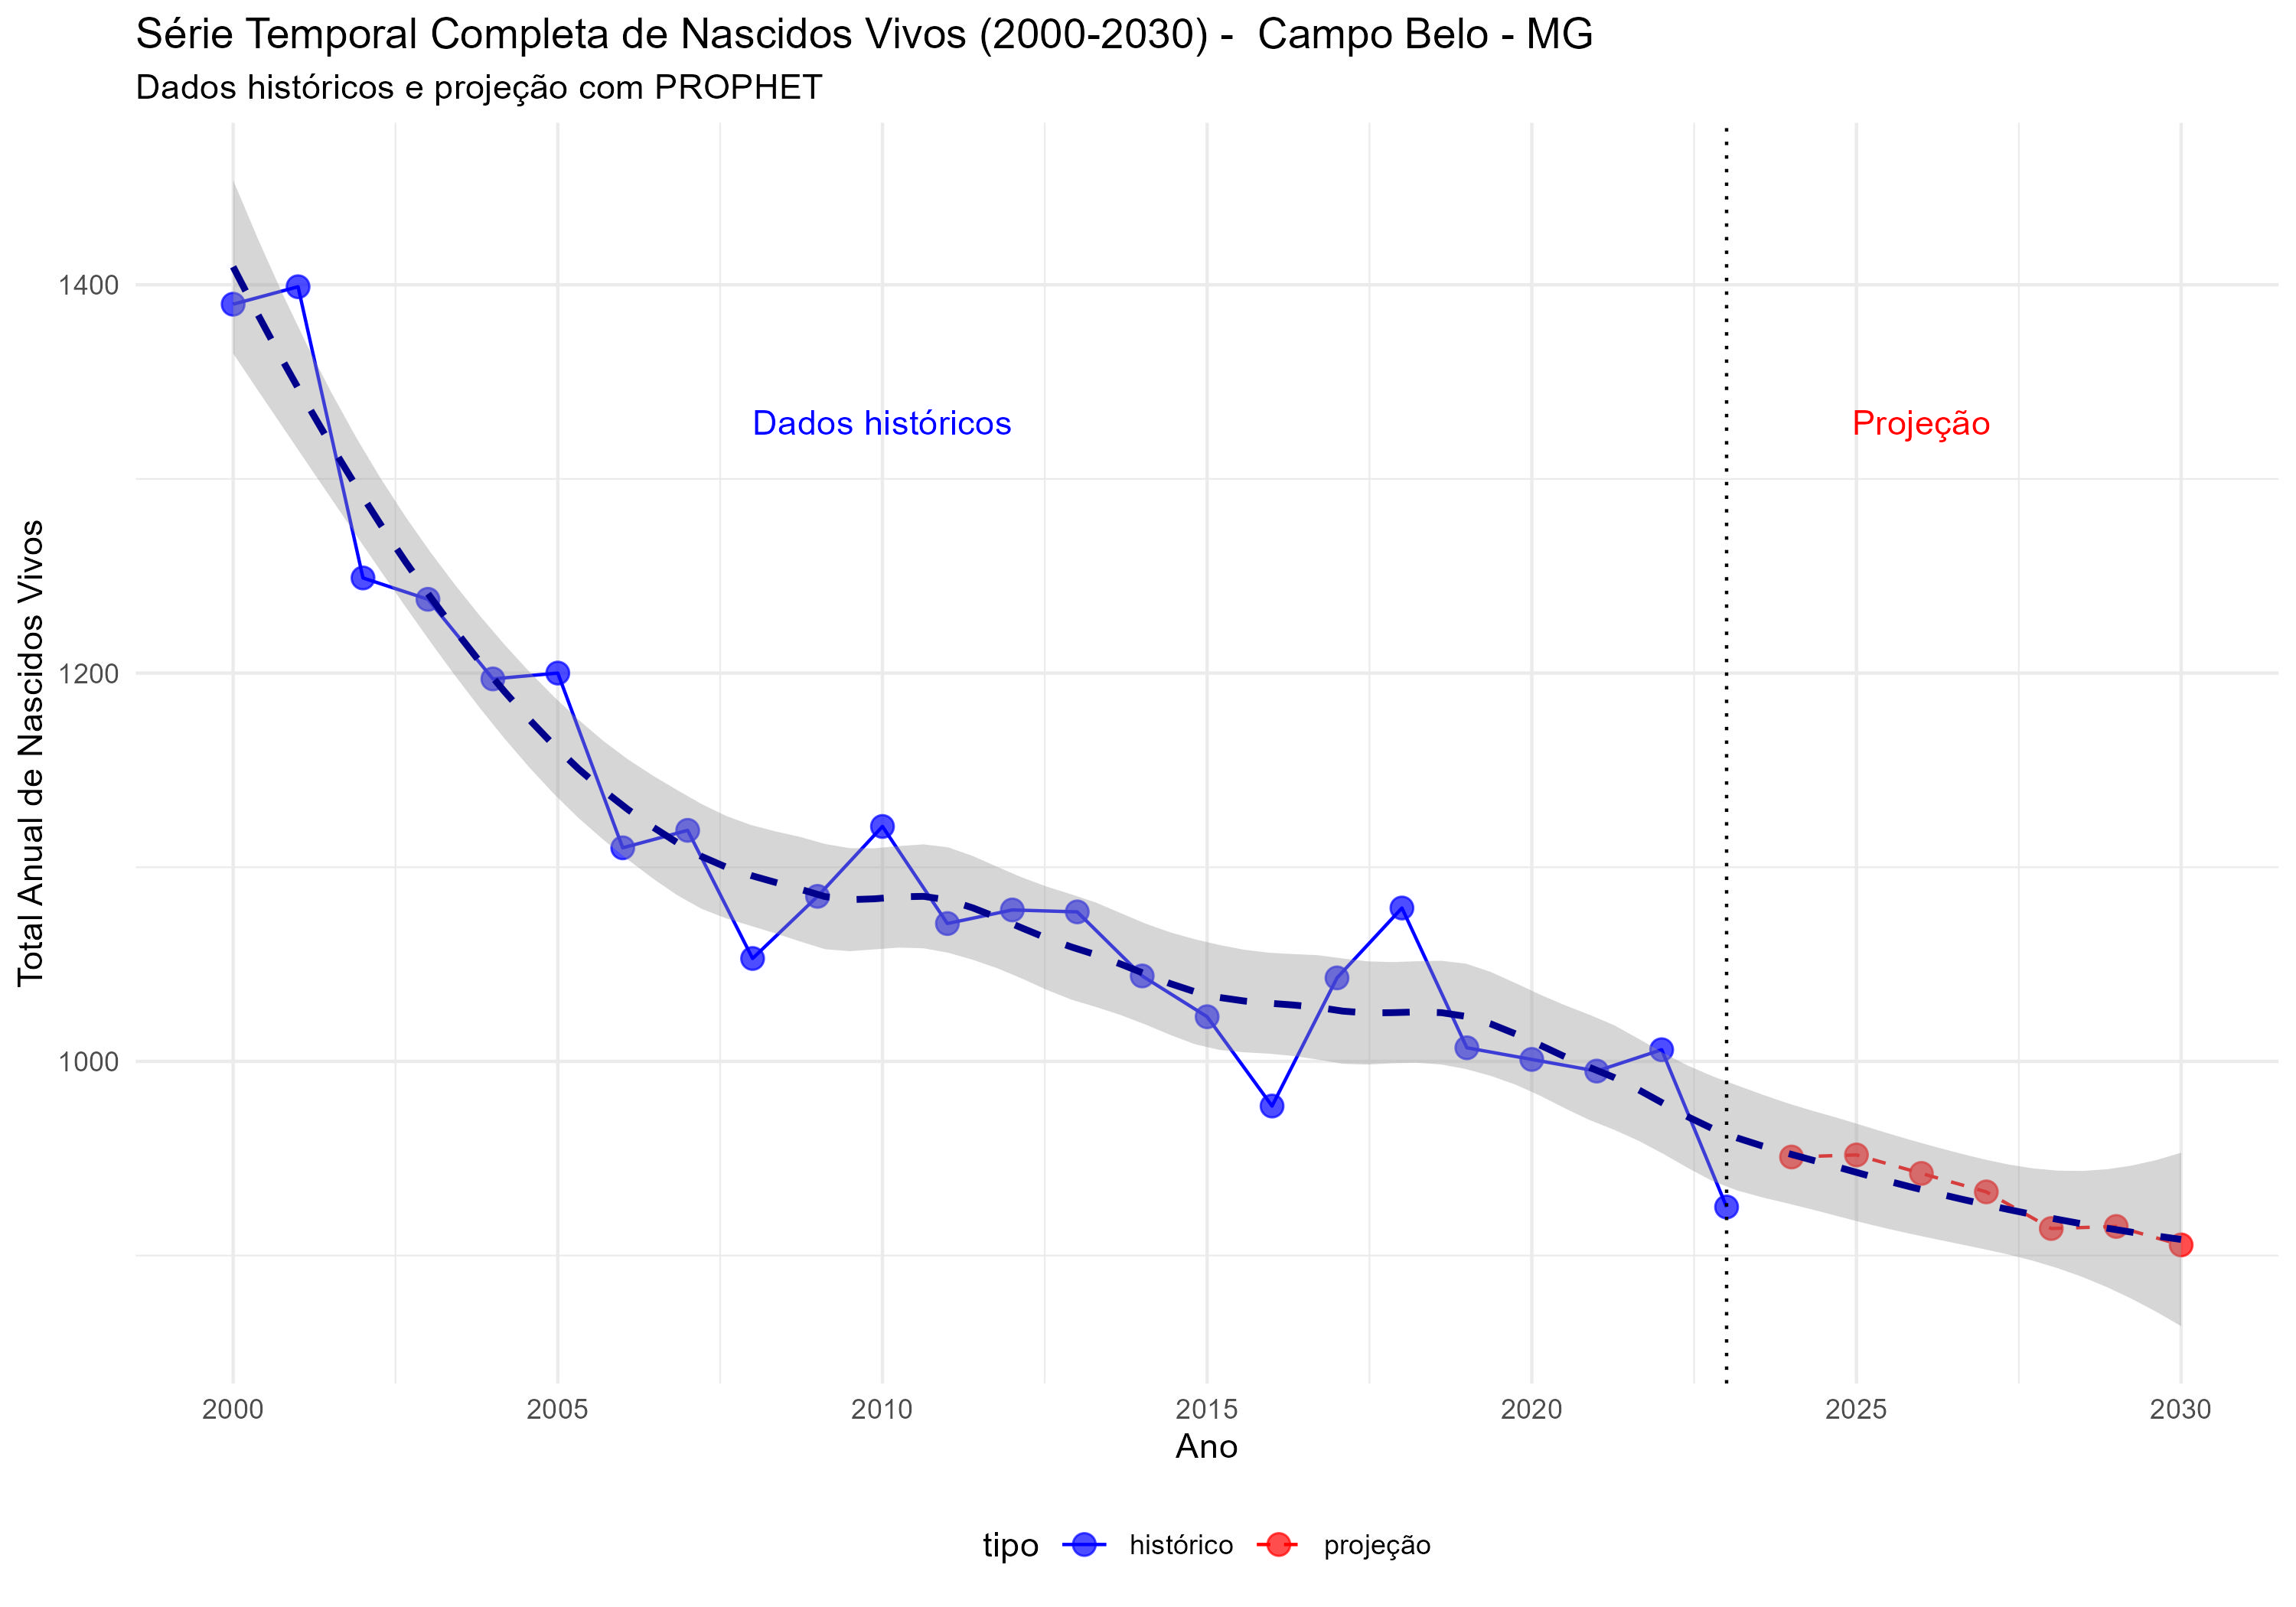 Série Temporal Completa de Nascidos Vivos (2000-2030) -  Campo Belo - MG
Dados históricos e projeção com PROPHET
Total Anual de Nascidos Vivos
1400
1200
1000
Dados históricos
Projeção
2000 2005 2010 2015 2020 2025 2030
Ano
tipo histórico projeção